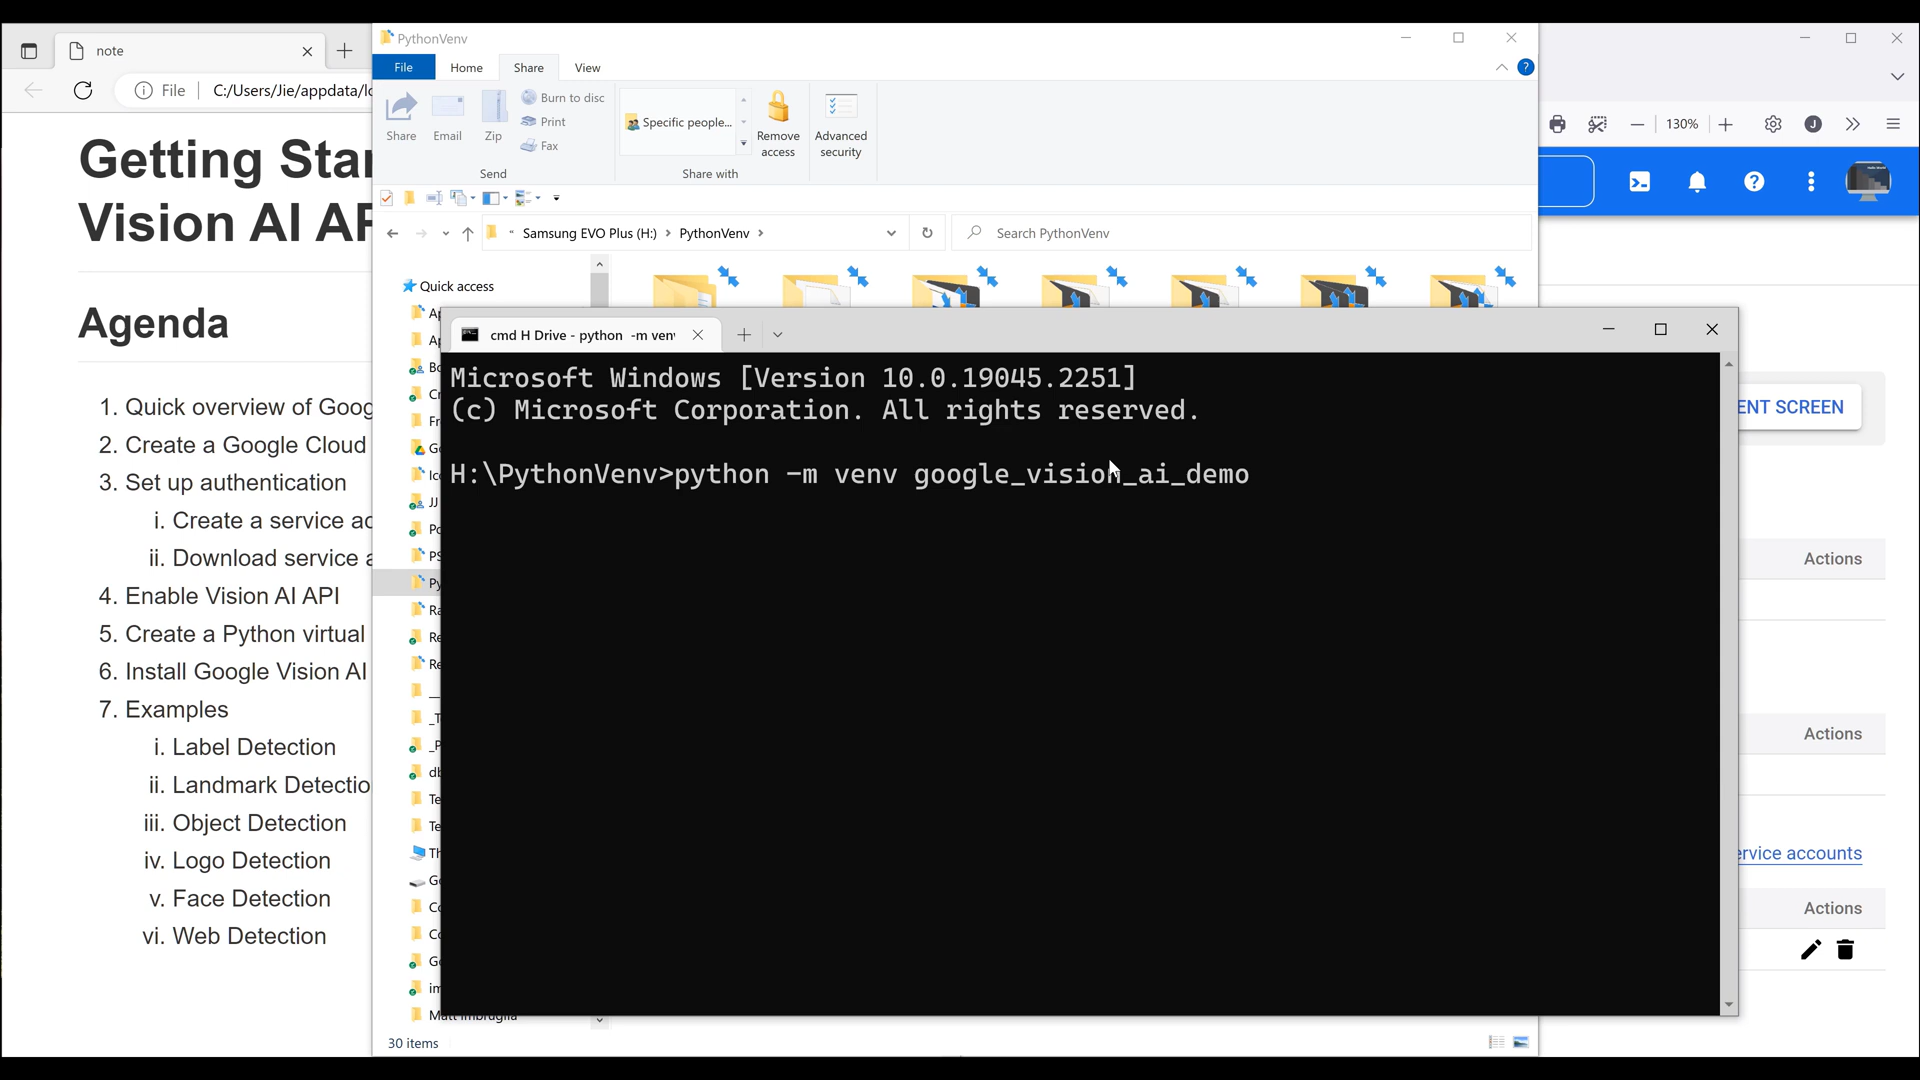 note
File
C:/Users/Jie/appdata/lo
Getting Star
Vision AI AP
Agenda
1. Quick overview of Goog
2. Create a Google Cloud
3. Set up authentication
i. Create a service ac
ii. Download service a
4. Enable Vision AI API
5. Create a Python virtual
6. Install Google Vision AI
7. Examples
i. Label Detection
ii. Landmark Detectio
iii. Object Detection
iv. Logo Detection
v. Face Detection
vi. Web Detection
PythonVenv
File Home Share View
Share
Email
Zip
Burn to disc
Print
Fax
Send
Specific people...
Remove access
Advanced security
Share with
Samsung EVO Plus (H:) > PythonVenv >
Search PythonVenv
Quick access
30 items
cmd H Drive - python -m ven
Microsoft Windows [Version 10.0.19045.2251]
(c) Microsoft Corporation. All rights reserved.
H:\PythonVenv>python -m venv google_vision_ai_demo
130%
J
ENT SCREEN
Actions
Actions
ervice accounts
Actions